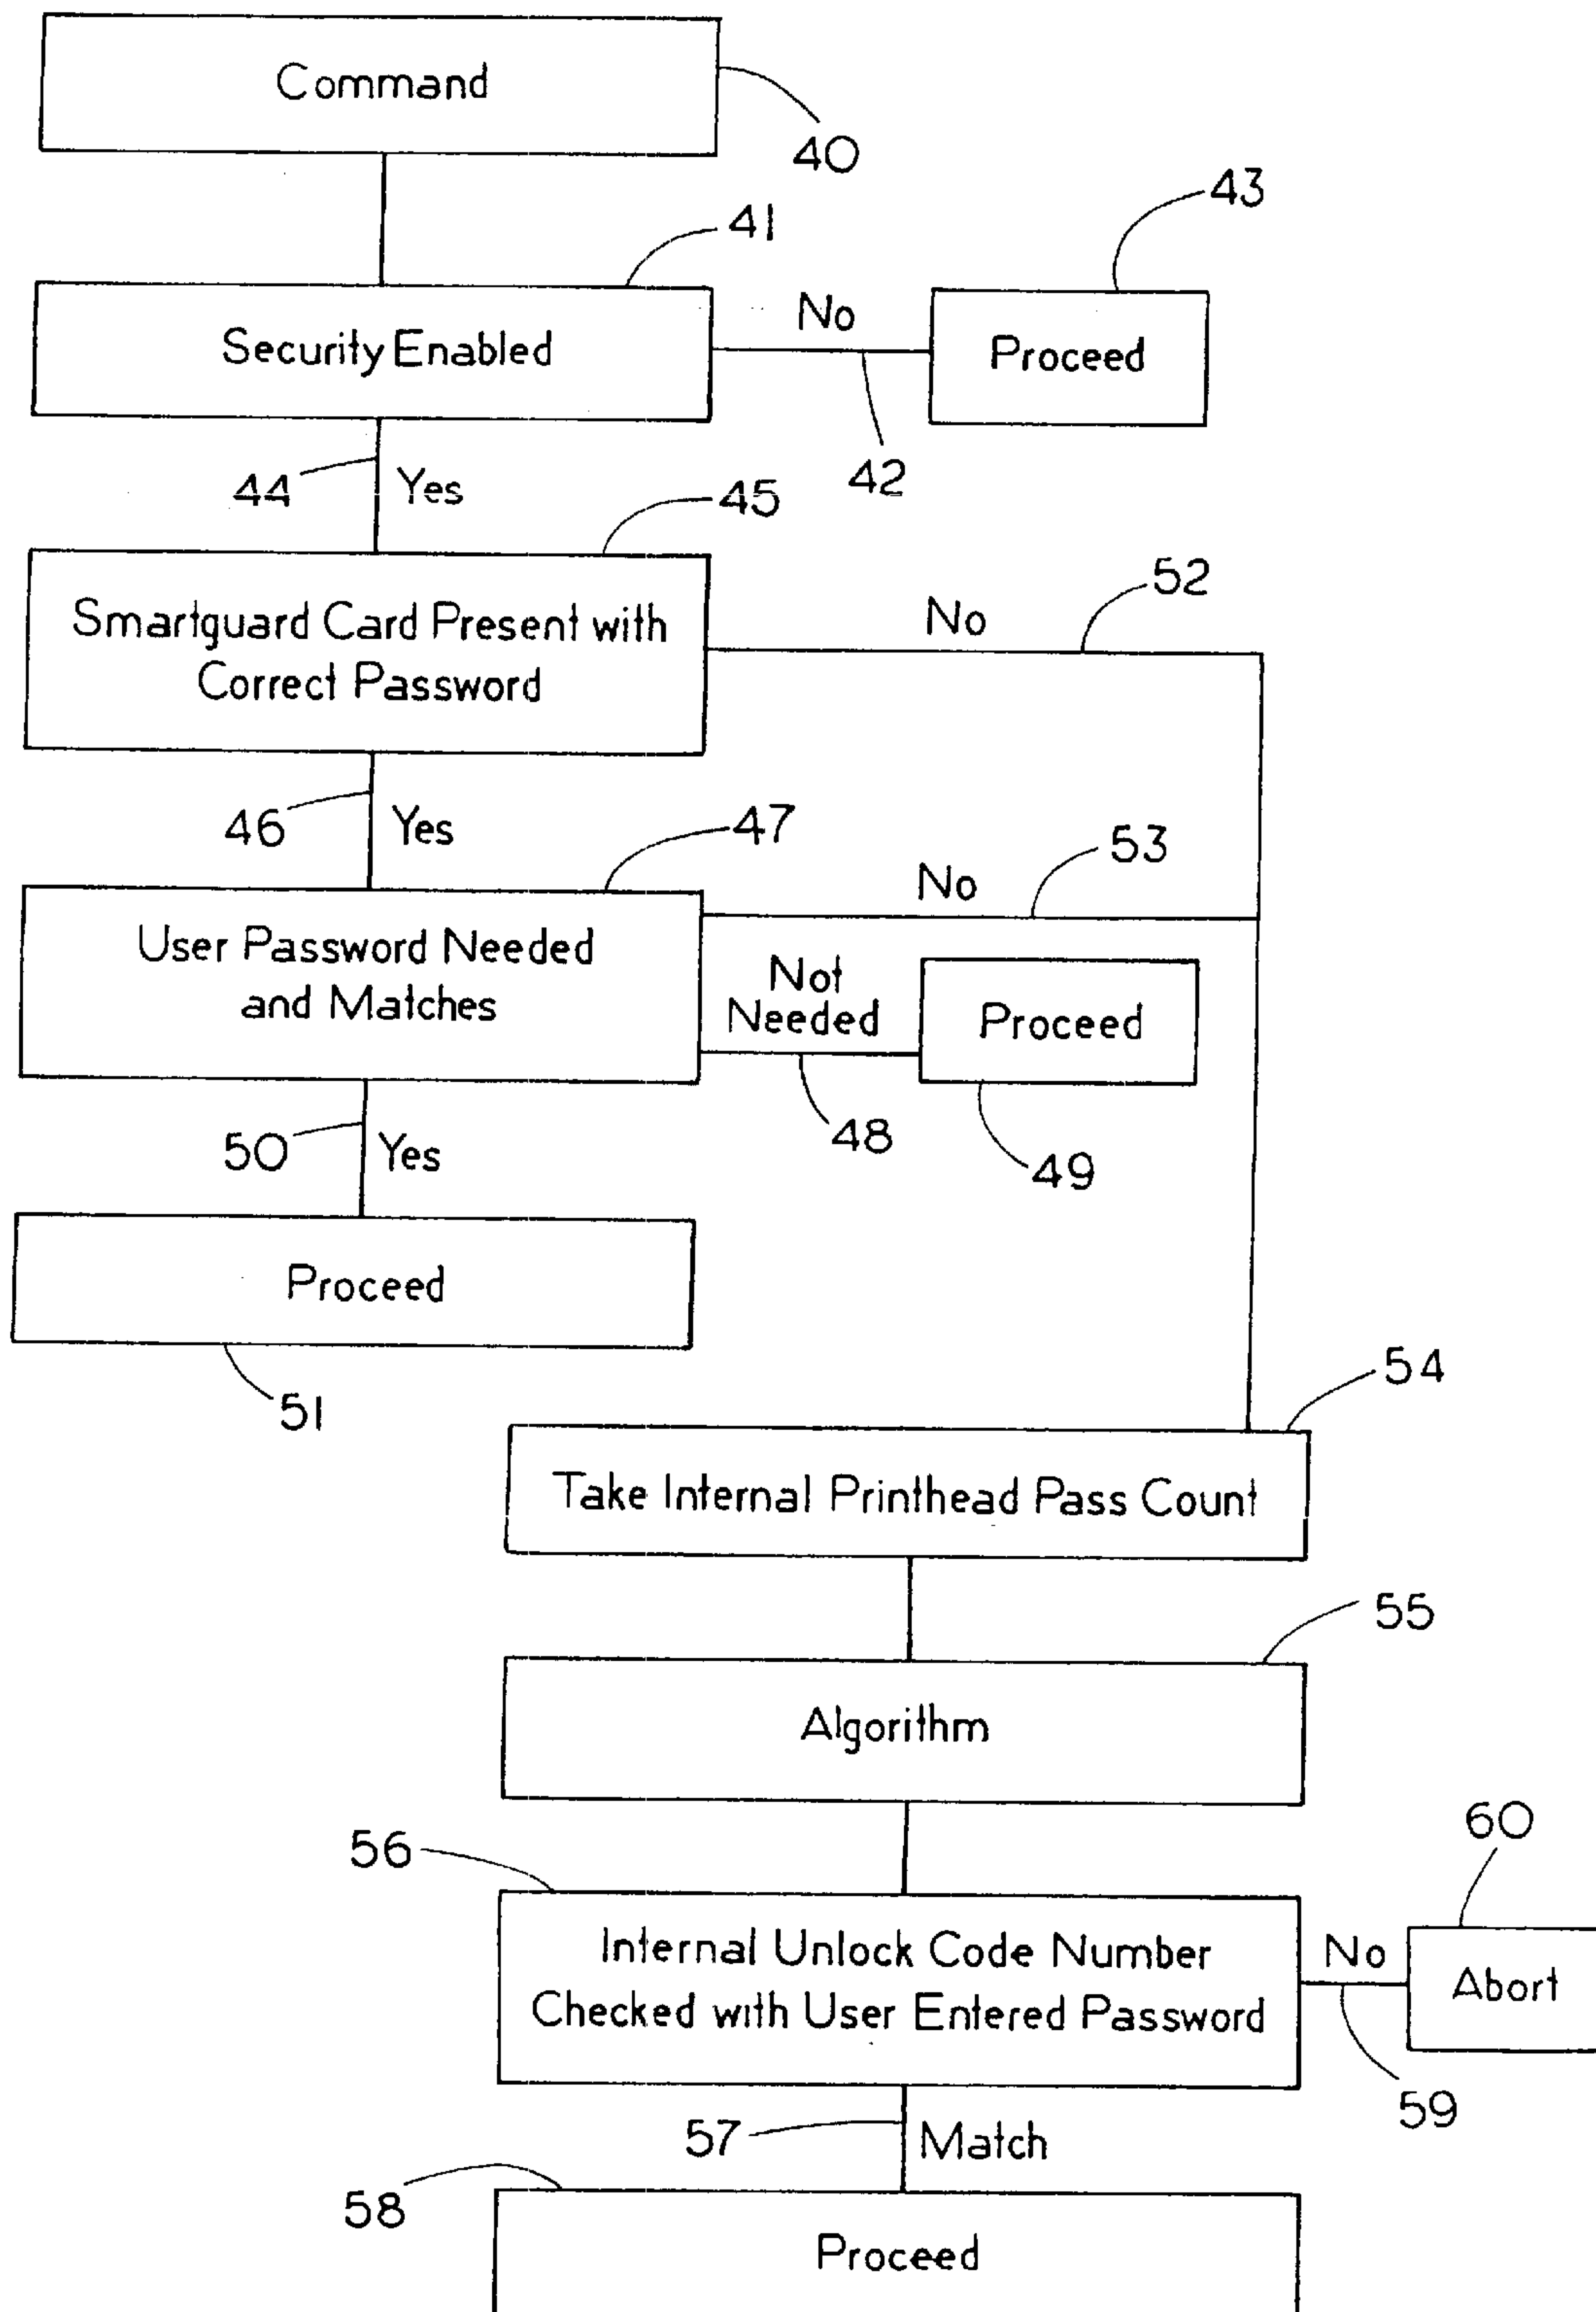 Command
40
41
43
Security Enabled
No
Proceed
42
44
Yes
45
52
Smartguard Card Present with
Correct Password
No
46
Yes
47
53
No
User Password Needed
and Matches
Not
Needed
Proceed
48
49
50
Yes
Proceed
51
54
Take Internal Printhead Pass Count
55
Algorithm
56
60
Internal Unlock Code Number
Checked with User Entered Password
No
Abort
59
57
Match
58
Proceed